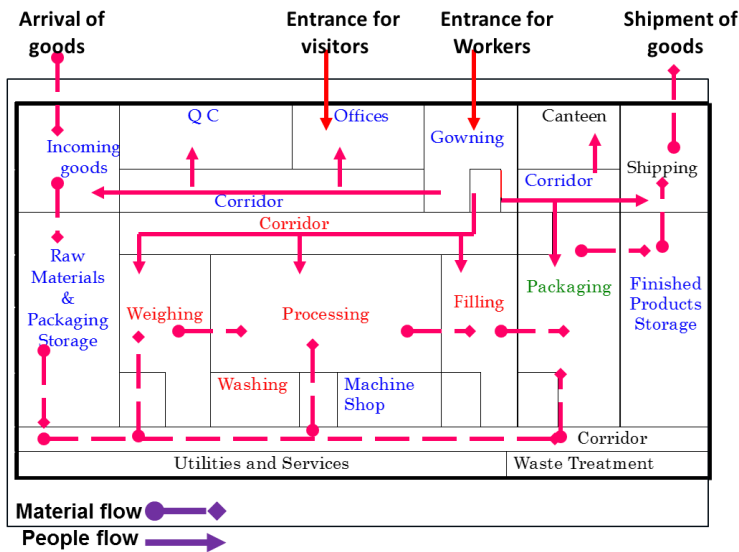 Arrival of
goods
Entrance for
visitors
Entrance for
Workers
Shipment of
goods
Q C
Offices
Gowning
Canteen
Incoming
goods
Shipping
Corridor
Corridor
Corridor
Raw
Materials
&
Packaging
Storage
Weighing
Processing
Filling
Packaging
Finished
Products
Storage
Washing
Machine
Shop
Corridor
Utilities and Services
Waste Treatment
Material flow
People flow